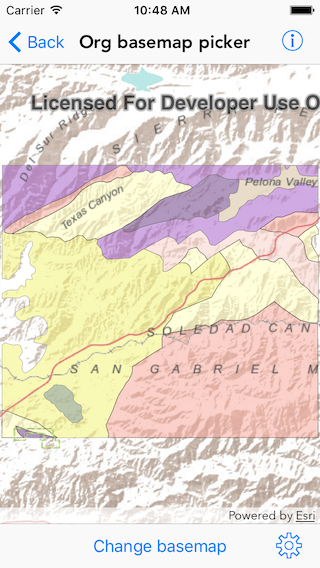 Carrier 10:48 AM
Back Org basemap picker
Licensed For Developer Use O
Del Sur Ridge
SIERR
E
Texas Canyon
Pelona Valley
SOLEDAD CAN
SAN GABRIEL M
Powered by Esri
Change basemap